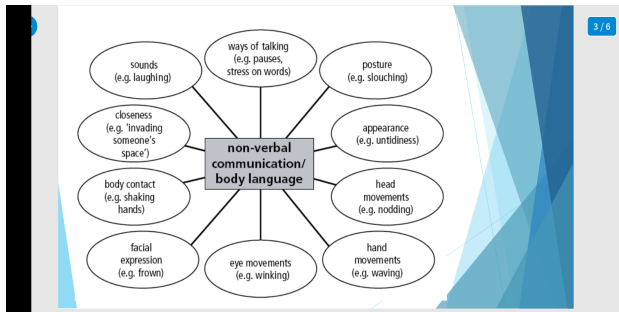 3 / 6
ways of talking
(e.g. pauses,
stress on words)
sounds
(e.g. laughing)
posture
(e.g. slouching)
closeness
(e.g. 'invading
someone's
space')
appearance
(e.g. untidiness)
non-verbal
communication/
body language
body contact
(e.g. shaking
hands)
head
movements
(e.g. nodding)
facial
expression
(e.g. frown)
eye movements
(e.g. winking)
hand
movements
(e.g. waving)